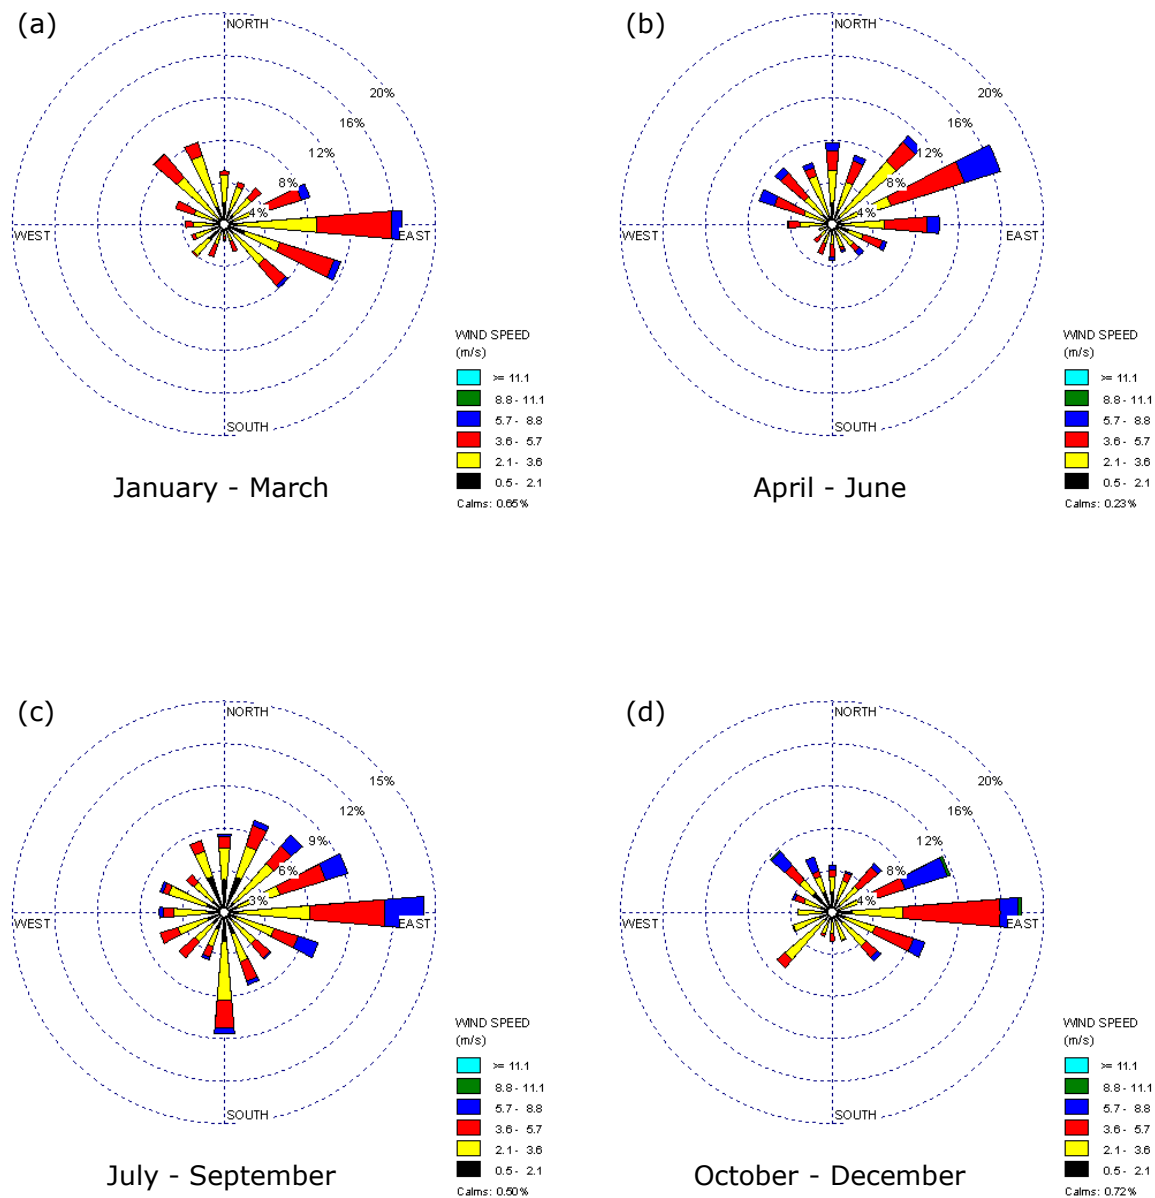 (a)
NORTH
20%
16%
12%
8%
4%
WEST
EAST
SOUTH
WIND SPEED
(m/s)
>= 11.1
8.8 - 11.1
5.7 - 8.8
3.6 - 5.7
2.1 - 3.6
0.5 - 2.1
Calms: 0.65%
January - March
(b)
NORTH
20%
16%
12%
8%
4%
WEST
EAST
SOUTH
WIND SPEED
(m/s)
>= 11.1
8.8 - 11.1
5.7 - 8.8
3.6 - 5.7
2.1 - 3.6
0.5 - 2.1
Calms: 0.23%
April - June
(c)
NORTH
15%
12%
9%
6%
3%
WEST
EAST
SOUTH
WIND SPEED
(m/s)
>= 11.1
8.8 - 11.1
5.7 - 8.8
3.6 - 5.7
2.1 - 3.6
0.5 - 2.1
Calms: 0.50%
July - September
(d)
NORTH
20%
16%
12%
8%
4%
WEST
EAST
SOUTH
WIND SPEED
(m/s)
>= 11.1
8.8 - 11.1
5.7 - 8.8
3.6 - 5.7
2.1 - 3.6
0.5 - 2.1
Calms: 0.72%
October - December